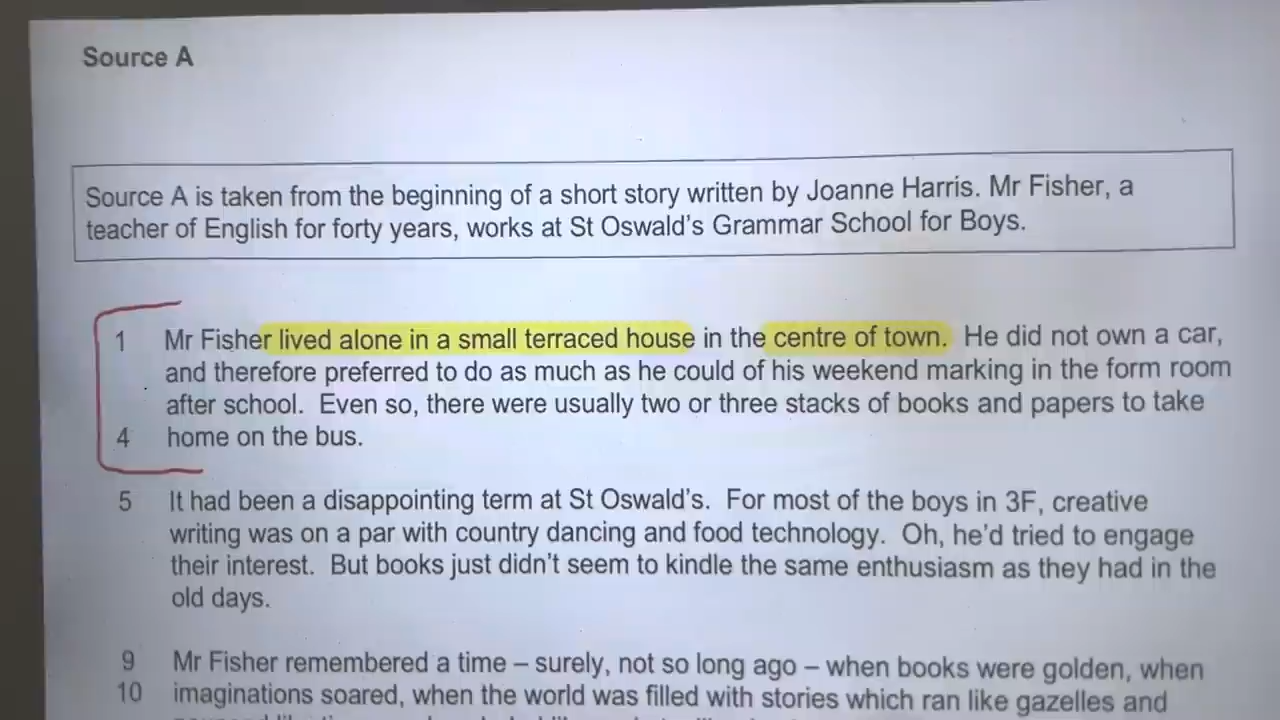 Source A
Source A is taken from the beginning of a short story written by Joanne Harris. Mr Fisher, a
teacher of English for forty years, works at St Oswald's Grammar School for Boys.
1 Mr Fisher lived alone in a small terraced house in the centre of town. He did not own a car,
and therefore preferred to do as much as he could of his weekend marking in the form room
after school. Even so, there were usually two or three stacks of books and papers to take
4 home on the bus.
5 It had been a disappointing term at St Oswald's. For most of the boys in 3F, creative
writing was on a par with country dancing and food technology. Oh, he'd tried to engage
their interest. But books just didn't seem to kindle the same enthusiasm as they had in the
old days.
9 Mr Fisher remembered a time – surely, not so long ago – when books were golden, when
10 imaginations soared, when the world was filled with stories which ran like gazelles and